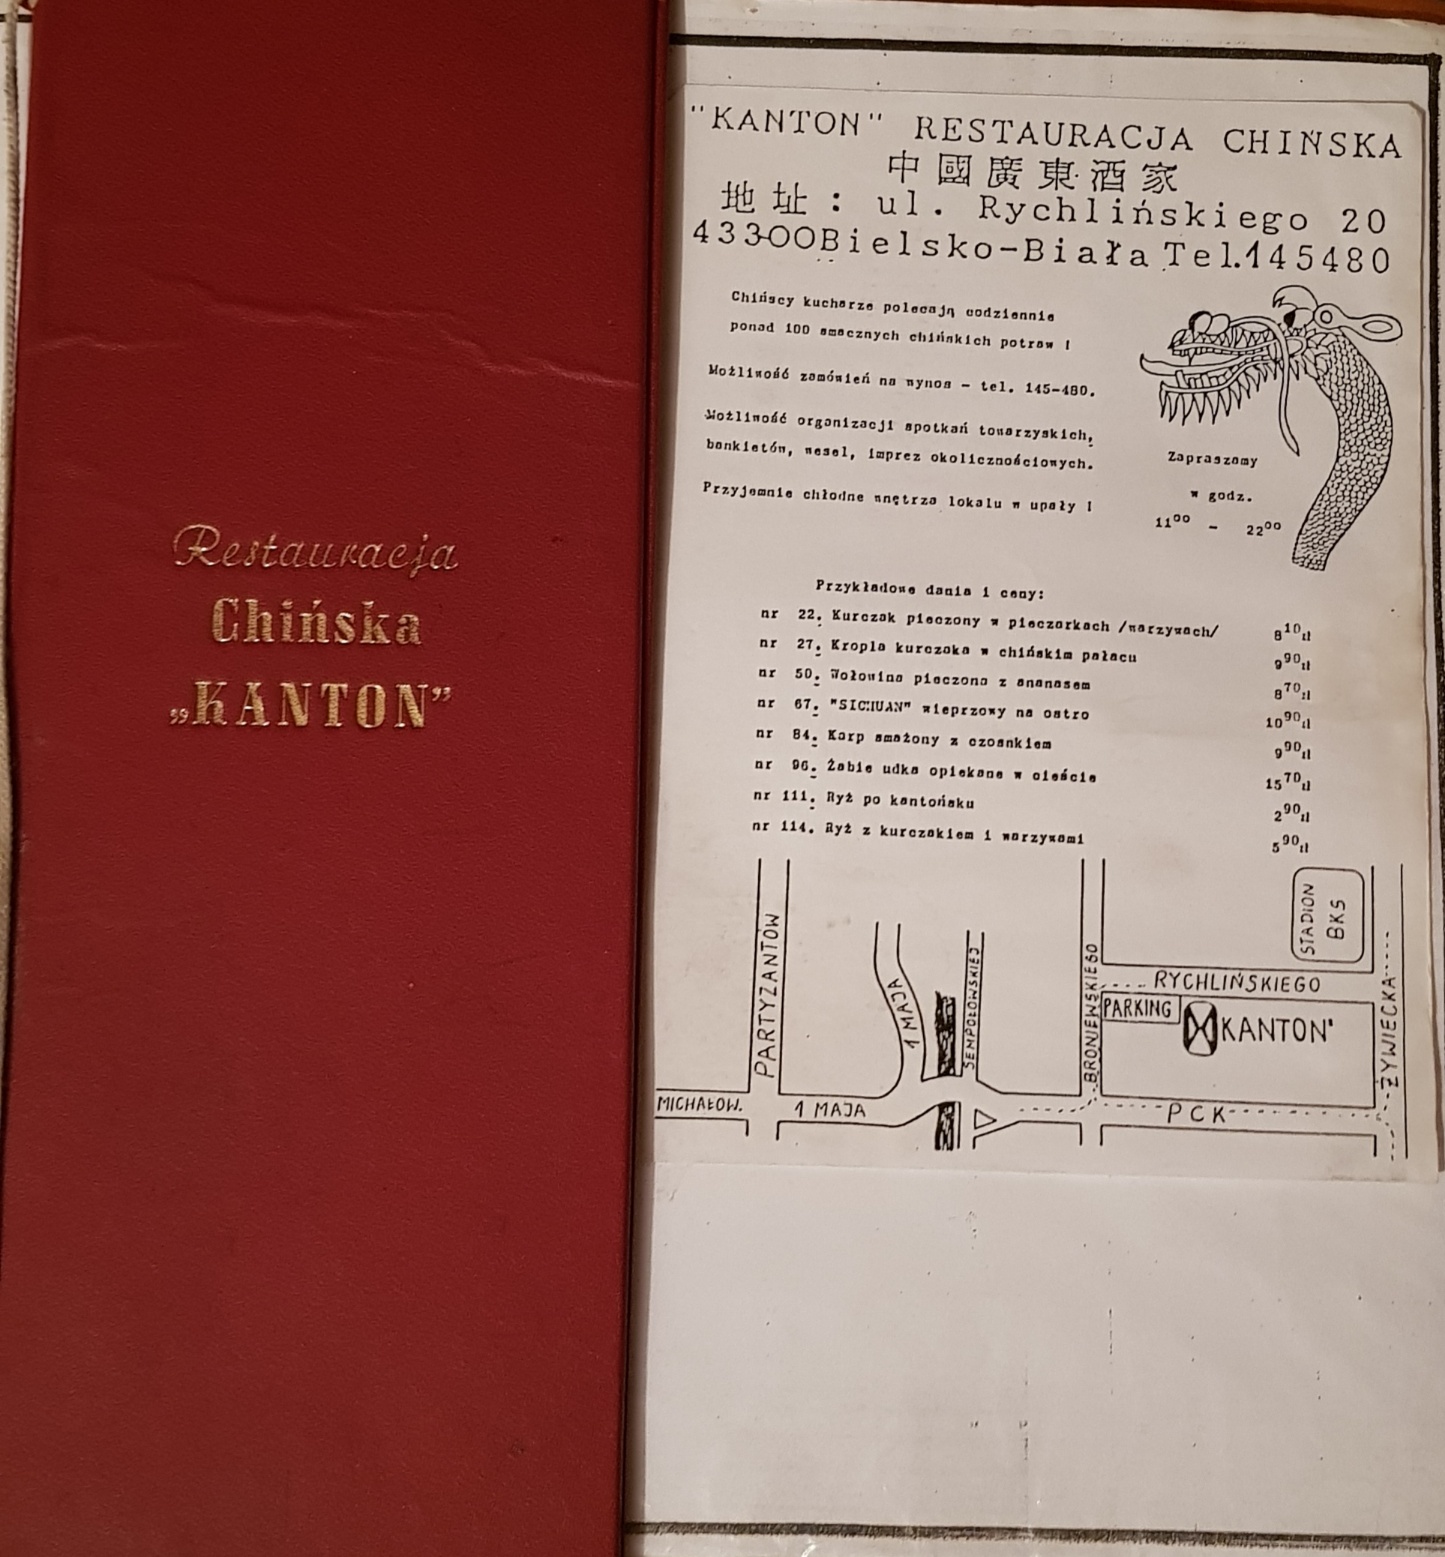 Restauracja
Chińska
„KANTON”
"KANTON" RESTAURACJA CHIŃSKA
中國廣東酒家
地址: ul. Rychlińskiego 20
43300 Bielsko-Biała Tel.145480
Chińscy kucharze polecają codziennie
ponad 100 smacznych chińskich potraw !
Możliwość zamówień na wynos - tel. 145-480.
Możliwość organizacji spotkań towarzyskich,
bankietów, wesel, imprez okolicznościowych.
Przyjemnie chłodne wnętrza lokalu w upały !
Zapraszamy
w godz.
11⁰⁰ - 22⁰⁰
Przykładowe dania i ceny:
nr 22. Kurczak pieczony w pieczarkach /warzywach/ 8¹⁰zł
nr 27. Kropla kurczaka w chińskim pałacu 9⁹⁰zł
nr 50. Wołowina pieczona z ananasem 8⁷⁰zł
nr 67. "SICHUAN" wieprzowy na ostro 10⁹⁰zł
nr 84. Karp smażony z czosnkiem 9⁹⁰zł
nr 96. Żabie udka opiekane w cieście 15⁷⁰zł
nr 111. Ryż po kantońsku 2⁹⁰zł
nr 114. Ryż z kurczakiem i warzywami 5⁹⁰zł
STADION
BKS
PARTYZANTÓW
1 MAJA
SEMPOŁOWSKIEJ
BRONIEWSKIEGO
RYCHLIŃSKIEGO
PARKING
KANTON"
ŻYWIECKA
MICHAŁOW.
1 MAJA
PCK